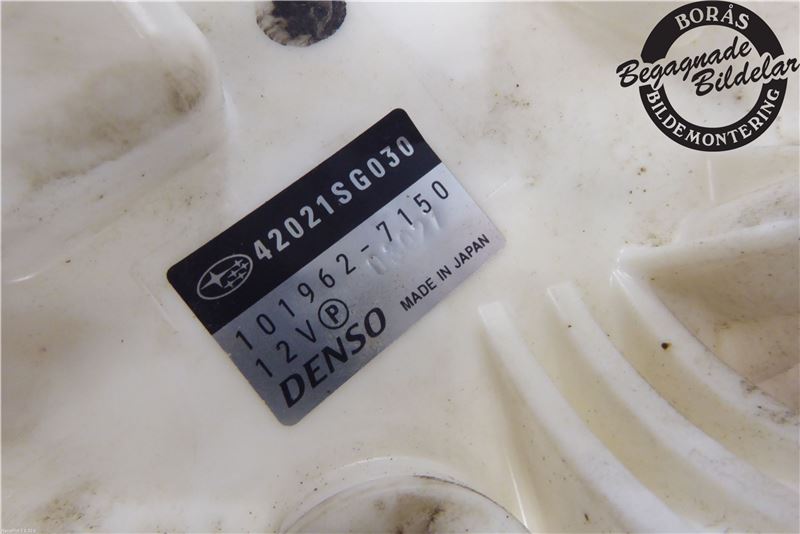 BORÅS
Begagnade
Bildelar
BILDEMONTERING
42021SG030
101962-7150
12V P
DENSO
MADE IN JAPAN